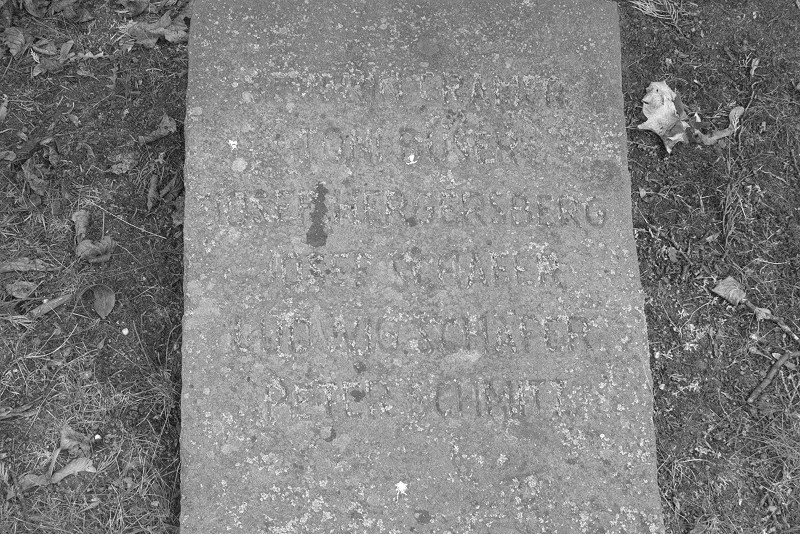 CRAMER
JOSEF HERGERSBERG
JOSEF SCHÄFER
LUDWIG SCHÄFER
PETER SCHMITT